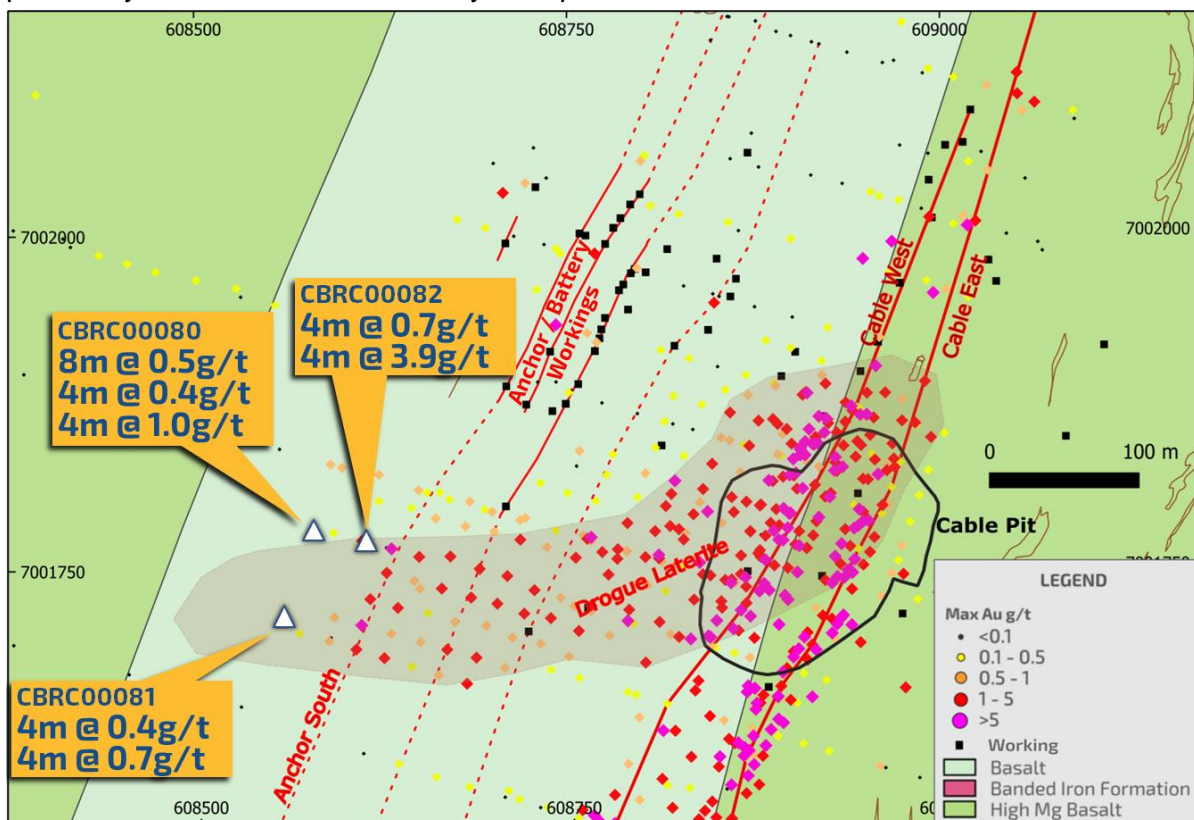 608500
608750
609000
7002000
7002000
CBRC00082
4m @ 0.7g/t
4m @ 3.9g/t
CBRC00080
8m @ 0.5g/t
4m @ 0.4g/t
4m @ 1.0g/t
Anchor / Battery
Workings
Cable West
Cable East
0
100 m
Cable Pit
7001750
7001750
Drogue Laterite
CBRC00081
4m @ 0.4g/t
4m @ 0.7g/t
Anchor South
LEGEND
Max Au g/t
<0.1
0.1 - 0.5
0.5 - 1
1 - 5
>5
Working
Basalt
Banded Iron Formation
High Mg Basalt
608500
608750